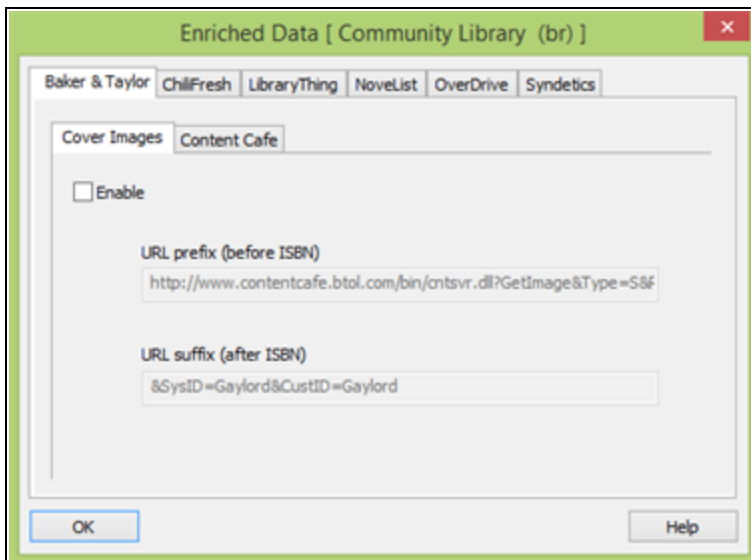 Enriched Data [ Community Library (br) ]
Baker & Taylor ChiliFresh LibraryThing NoveList OverDrive Syndetics
Cover Images Content Cafe
Enable
URL prefix (before ISBN)
http://www.contentcafe.btol.com/bin/cntsvr.dll?GetImage&Type=S&F
URL suffix (after ISBN)
&SysID=Gaylord&CustID=Gaylord
OK Help